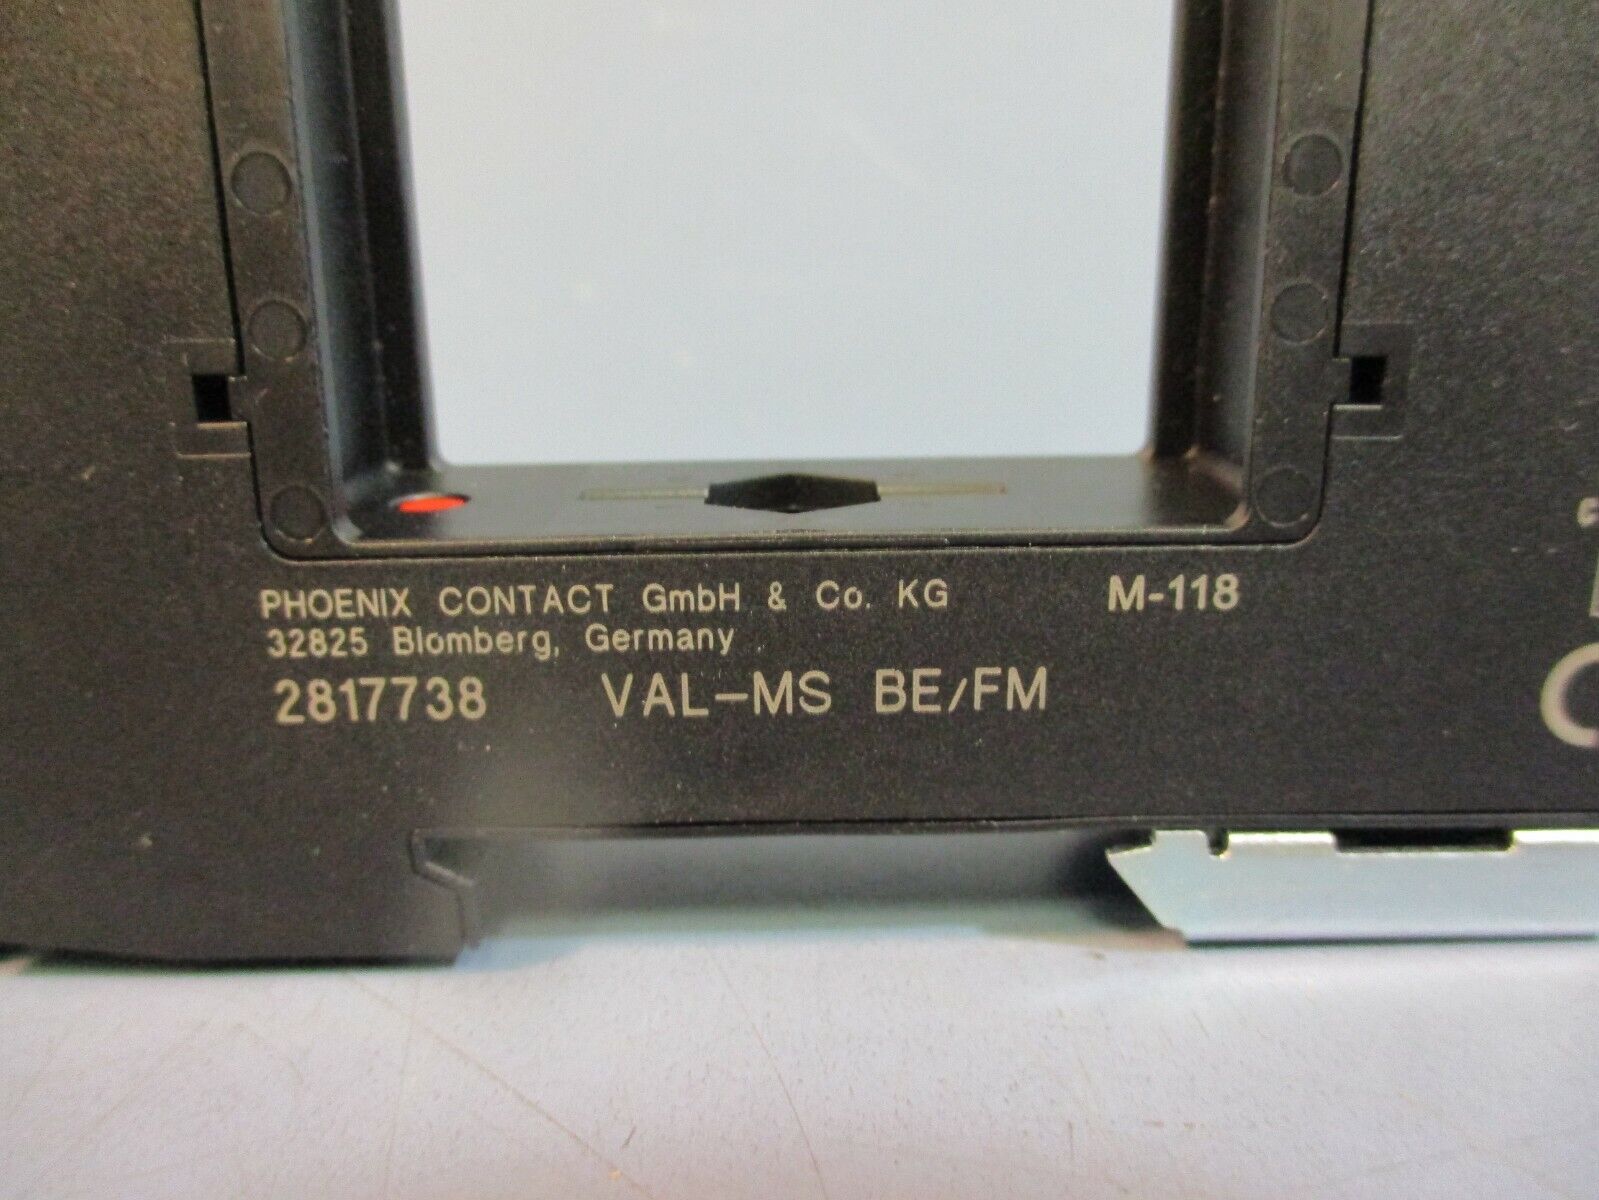 PHOENIX CONTACT GmbH & Co. KG M-118
32825 Blomberg, Germany
2817738 VAL-MS BE/FM